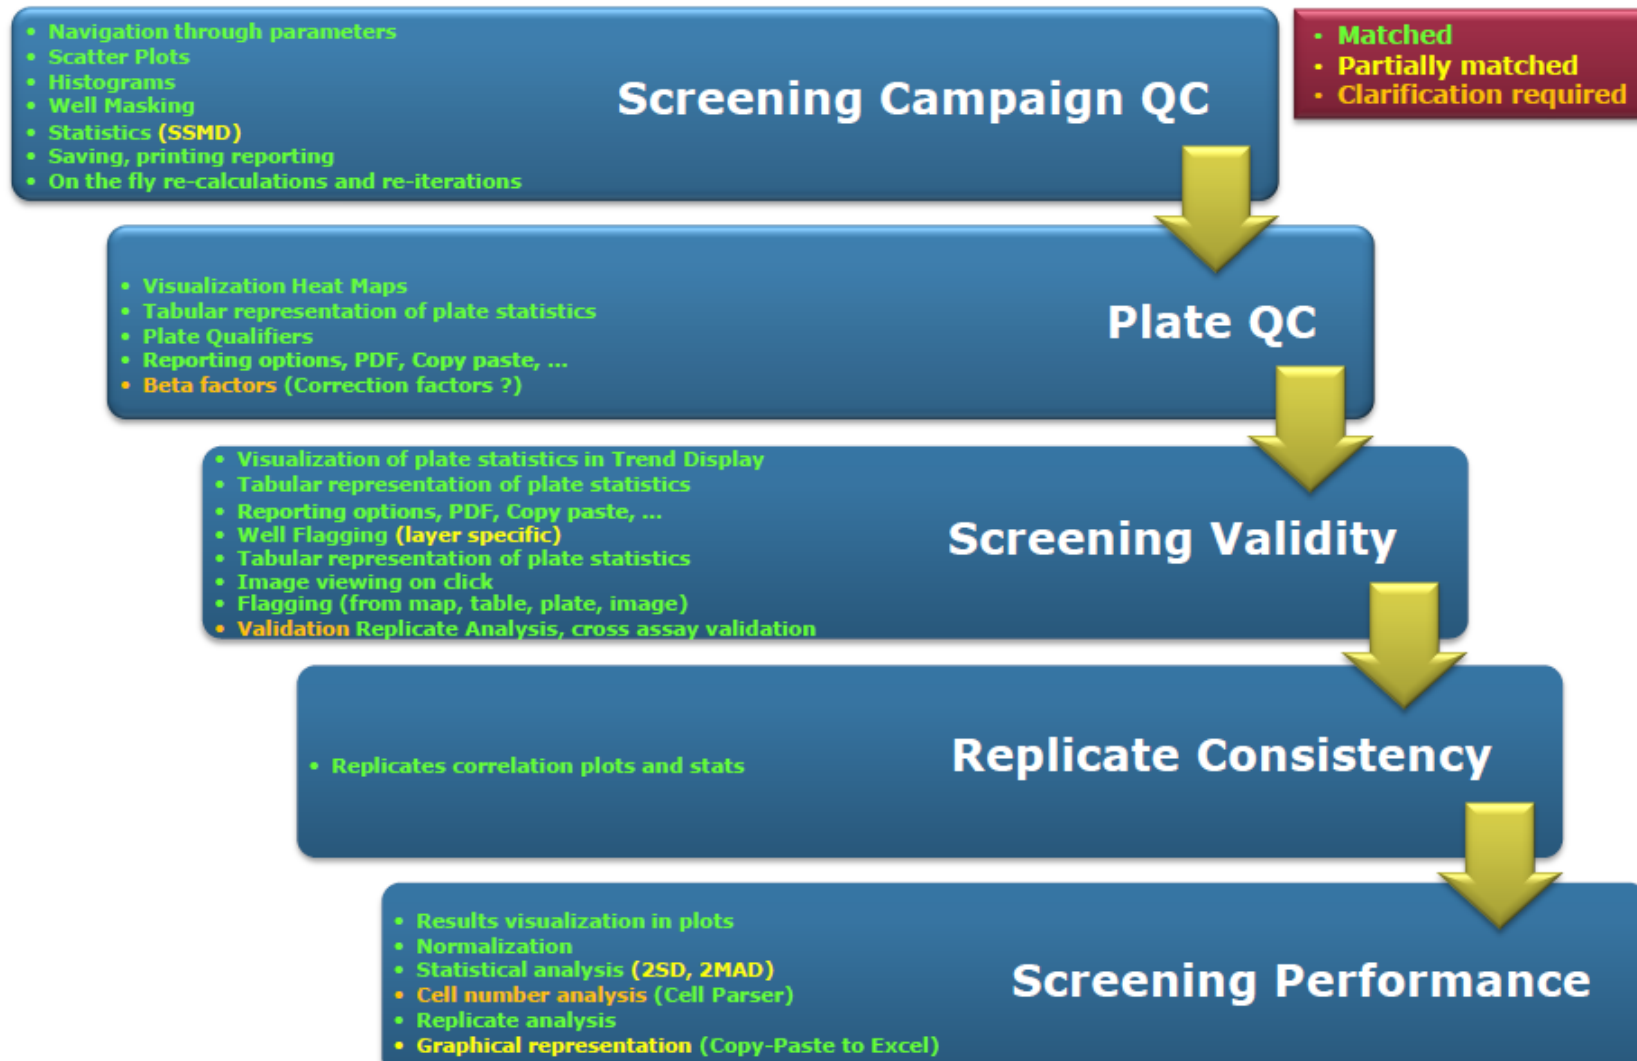 • Navigation through parameters
• Scatter Plots
• Histograms
• Well Masking
• Statistics (SSMD)
• Saving, printing reporting
• On the fly re-calculations and re-iterations
Screening Campaign QC
• Matched
• Partially matched
• Clarification required
• Visualization Heat Maps
• Tabular representation of plate statistics
• Plate Qualifiers
• Reporting options, PDF, Copy paste, ...
• Beta factors (Correction factors ?)
Plate QC
• Visualization of plate statistics in Trend Display
• Tabular representation of plate statistics
• Reporting options, PDF, Copy paste, ...
• Well Flagging (layer specific)
• Tabular representation of plate statistics
• Image viewing on click
• Flagging (from map, table, plate, image)
• Validation Replicate Analysis, cross assay validation
Screening Validity
• Replicates correlation plots and stats
Replicate Consistency
• Results visualization in plots
• Normalization
• Statistical analysis (2SD, 2MAD)
• Cell number analysis (Cell Parser)
• Replicate analysis
• Graphical representation (Copy-Paste to Excel)
Screening Performance